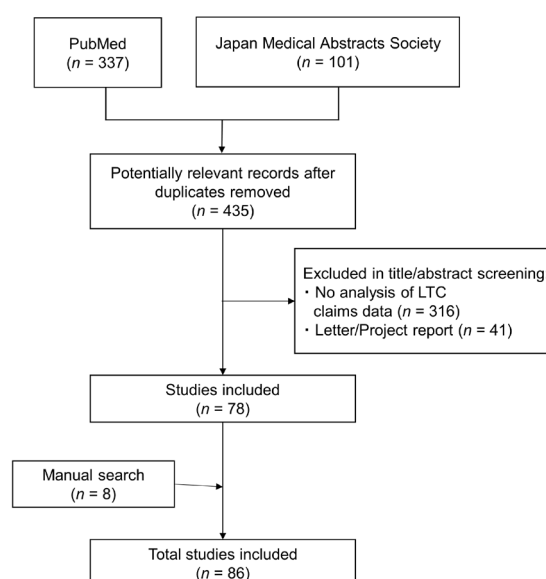 PubMed
(n = 337)
Japan Medical Abstracts Society
(n = 101)
Potentially relevant records after
duplicates removed
(n = 435)
Excluded in title/abstract screening
・No analysis of LTC
claims data (n = 316)
・Letter/Project report (n = 41)
Studies included
(n = 78)
Manual search
(n = 8)
Total studies included
(n = 86)